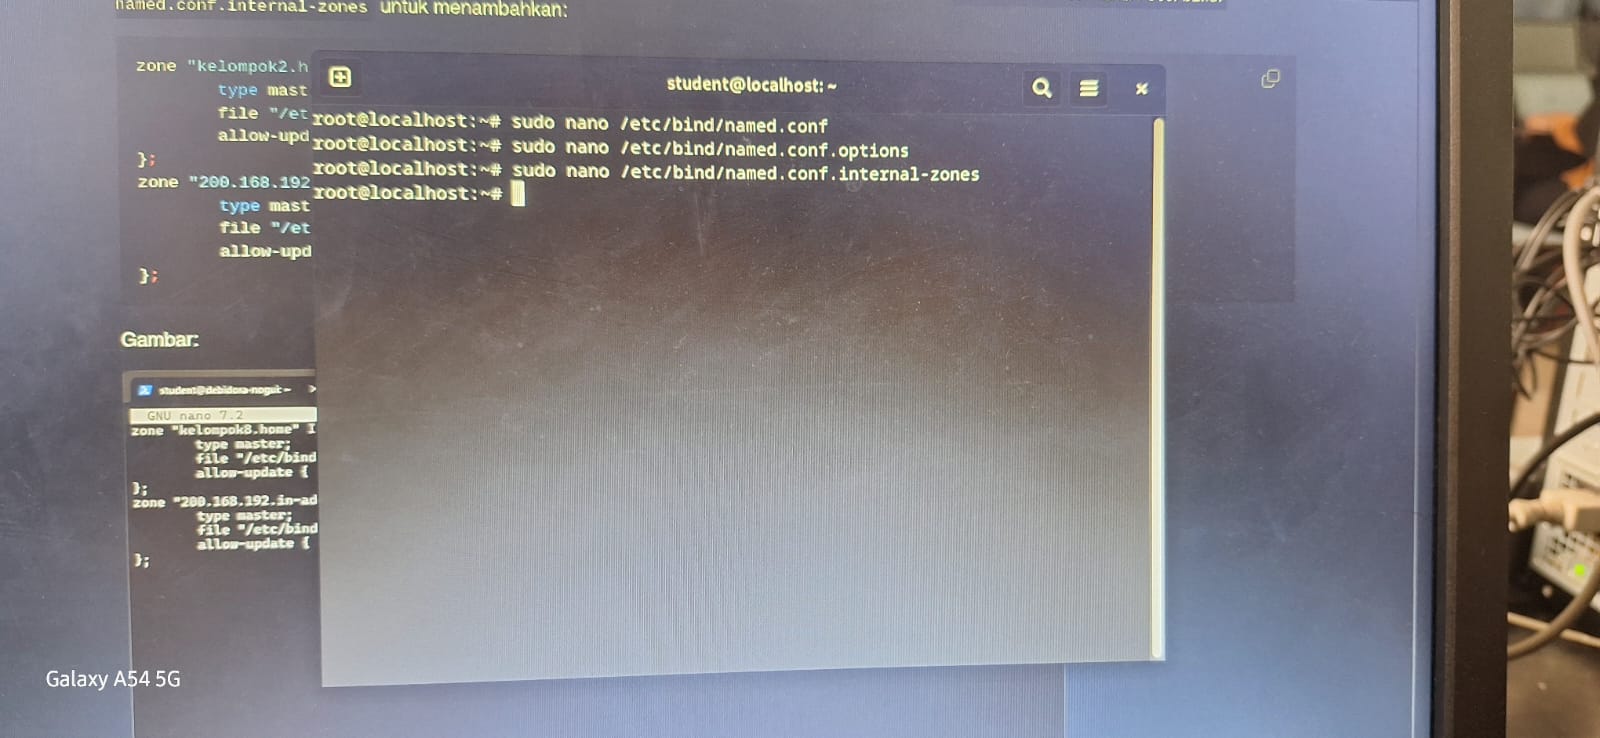 named.conf.internal-zones untuk menambahkan:
zone "kelompok2.h
type mast
file "/et
allow-upd
};
zone "200.168.192
type mast
file "/et
allow-upd
};
student@localhost: ~
root@localhost:~# sudo nano /etc/bind/named.conf
root@localhost:~# sudo nano /etc/bind/named.conf.options
root@localhost:~# sudo nano /etc/bind/named.conf.internal-zones
root@localhost:~#
Gambar:
GNU nano 7.2
zone "kelompok8.home" I
type master;
file "/etc/bind
allow-update {
};
zone "200.168.192.in-ad
type master;
file "/etc/bind
allow-update {
};
Galaxy A54 5G